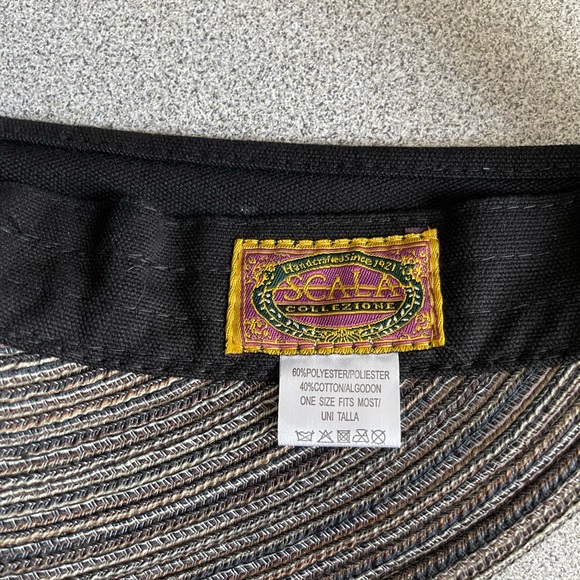 Handcrafted Since 1921
SCALA
COLLEZIONE
60%POLYESTER/POLIESTER
40%COTTON/ALGODON
ONE SIZE FITS MOST/
UNI TALLA